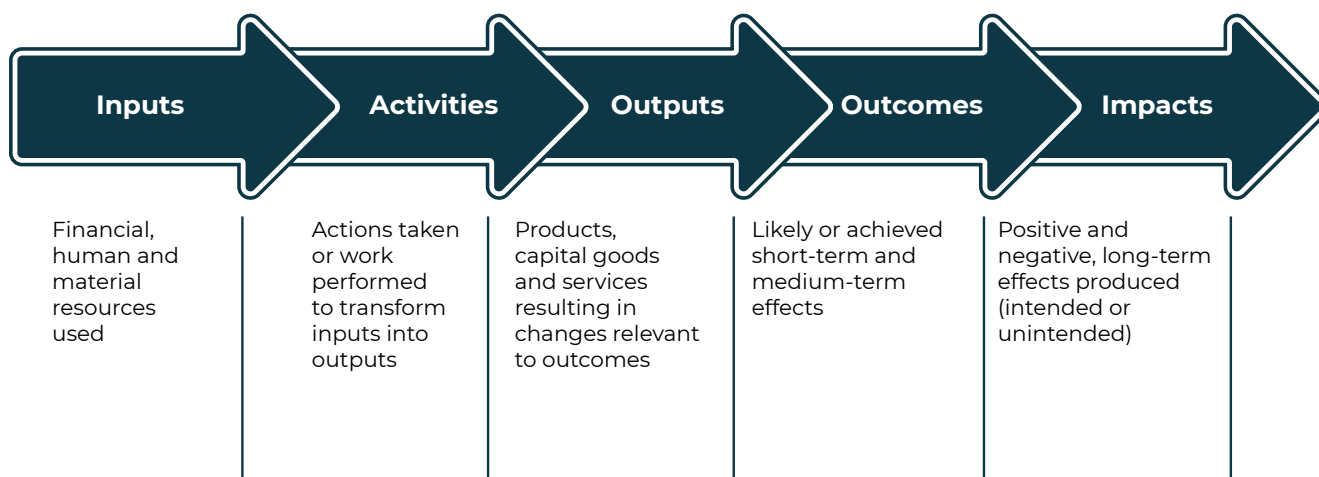 Inputs
Activities
Outputs
Outcomes
Impacts
Financial,
human and
material
resources
used
Actions taken
or work
performed
to transform
inputs into
outputs
Products,
capital goods
and services
resulting in
changes relevant
to outcomes
Likely or achieved
short-term and
medium-term
effects
Positive and
negative, long-term
effects produced
(intended or
unintended)